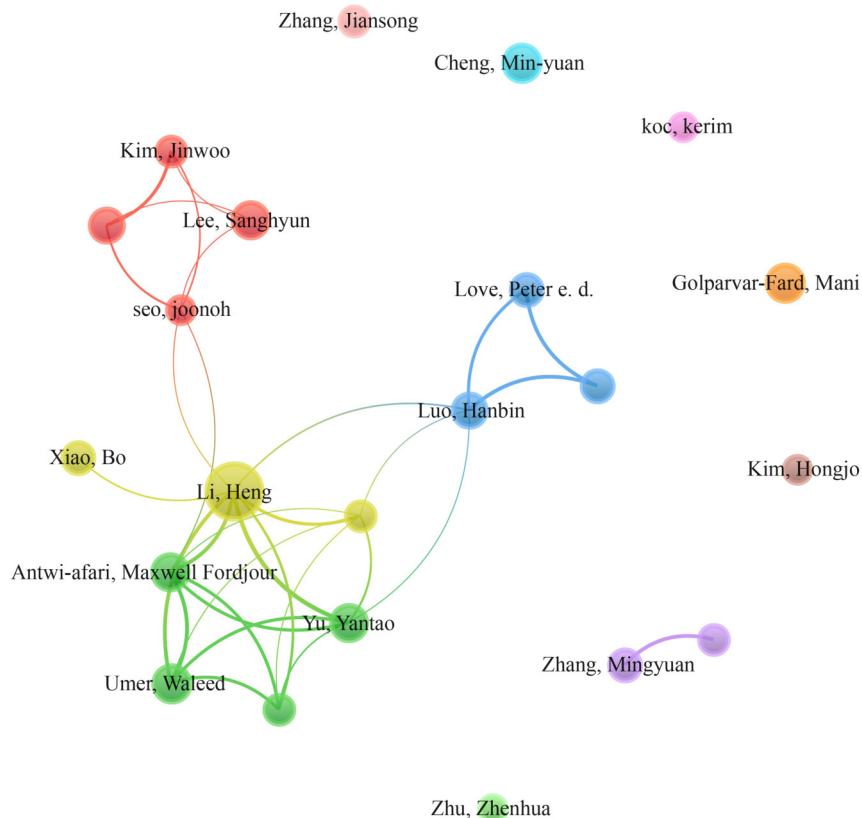 Zhang, Jiansong
Cheng, Min-yuan
koc, kerim
Kim, Jinwoo
Lee, Sanghyun
Love, Peter e. d.
Golparvar-Fard, Mani
seo, joonoh
Luo, Hanbin
Xiao, Bo
Kim, Hongjo
Li, Heng
Antwi-afari, Maxwell Fordjour
Yu, Yantao
Zhang, Mingyuan
Umer, Waleed
Zhu, Zhenhua